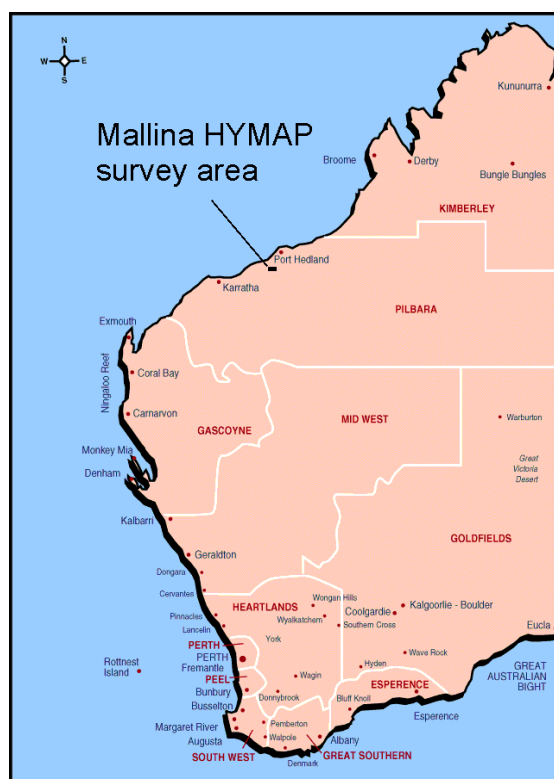 N
W E
S
Kununurra
Mallina HYMAP
survey area
Broome
Derby
Bungle Bungles
KIMBERLEY
Port Hedland
Karratha
PILBARA
Exmouth
Ningaloo Reef
Coral Bay
GASCOYNE
MID WEST
Carnarvon
Warburton
Monkey Mia
Great
Victoria
Desert
Denham
Kalbarri
GOLDFIELDS
Geraldton
Dongara
Cervantes
HEARTLANDS
Wongan Hills
Kalgoorlie - Boulder
Coolgardie
Pinnacles
Wyalkatchem
Southern Cross
Lancelin
Eucla
York
PERTH
PERTH
Wave Rock
Fremantle
Hyden
Rottnest
Island
GREAT
AUSTRALIAN
BIGHT
PEEL
Wagin
ESPERENCE
Bunbury
Donnybrook
Busselton
Bluff Knoll
Esperence
Margaret River
Pemberton
Augusta
Walpole
Albany
SOUTH WEST
GREAT SOUTHERN
Denmark